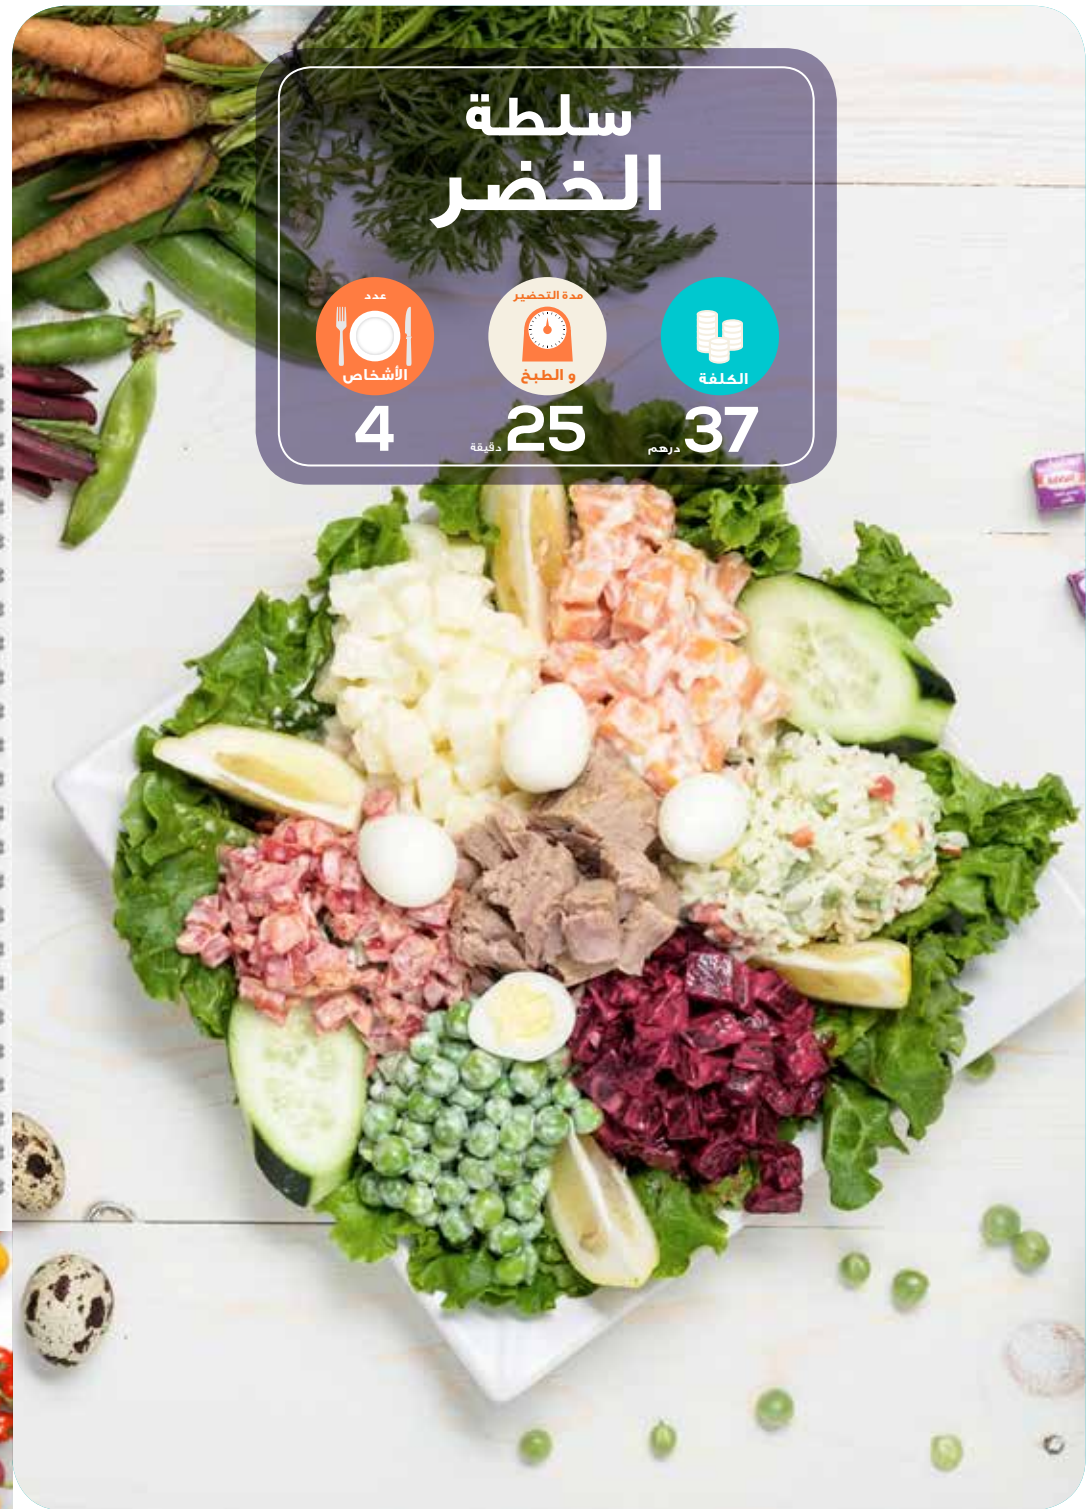 سلطة
الخضر
الكلفة
37 درهم
مدة التحضير
و الطبخ
25 دقيقة
عدد
الأشخاص
4